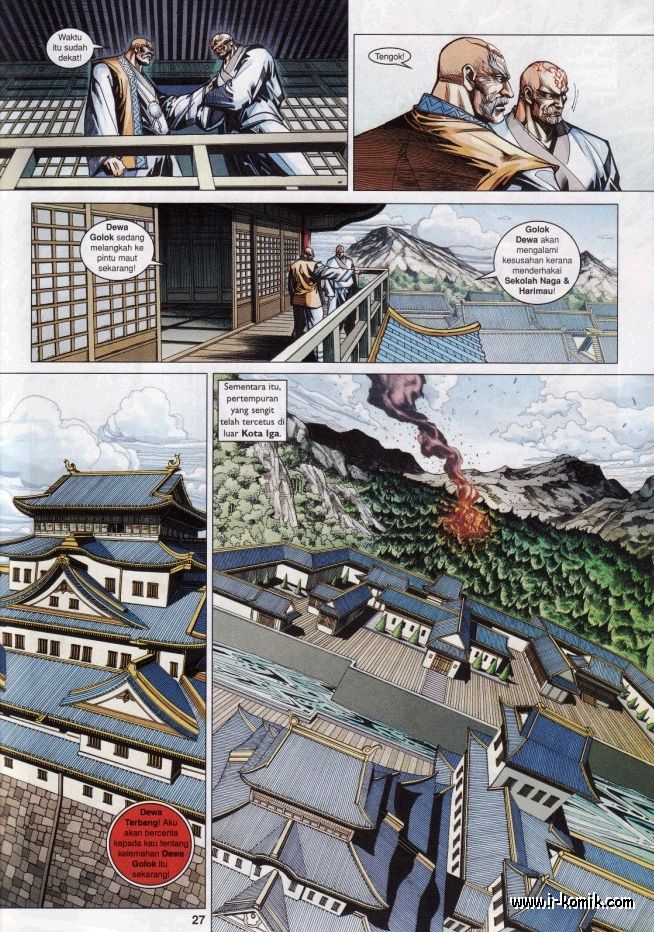 Waktu
itu sudah
dekat!
Tengok!
Dewa
Golok sedang
melangkah ke
pintu maut
sekarang!
Golok
Dewa akan
mengalami
kesusahan kerana
menderhakai
Sekolah Naga &
Harimau!
Sementara itu,
pertempuran
yang sengit
telah tercetus di
luar Kota Iga.
Dewa
Terbang! Aku
akan bercerita
kepada kau tentang
kelemahan Dewa
Golok itu
sekarang!
27
www.i-komik.com